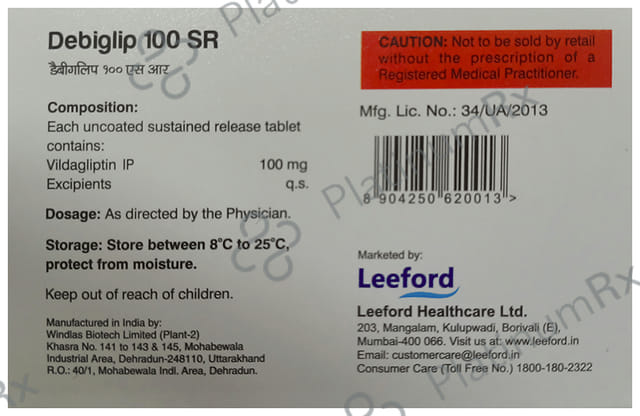 Debiglip 100 SR
डैबीगलिप १०० एस आर
Composition:
Each uncoated sustained release tablet
contains:
Vildagliptin IP 100 mg
Excipients q.s.
Dosage: As directed by the Physician.
Storage: Store between 8°C to 25°C,
protect from moisture.
Keep out of reach of children.
Manufactured in India by:
Windlas Biotech Limited (Plant-2)
Khasra No. 141 to 143 & 145, Mohabewala
Industrial Area, Dehradun-248110, Uttarakhand
R.O.: 40/1, Mohabewala Indl. Area, Dehradun.
CAUTION: Not to be sold by retail
without the prescription of a
Registered Medical Practitioner.
Mfg. Lic. No.: 34/UA/2013
8 904250 620013 >
Marketed by:
Leeford
Leeford Healthcare Ltd.
203, Mangalam, Kulupwadi, Borivali (E),
Mumbai-400 066. Visit us at: www.leeford.in
Email: customercare@leeford.in
Consumer Care (Toll Free No.) 1800-180-2322
PlatinumRx
PlatinumRx